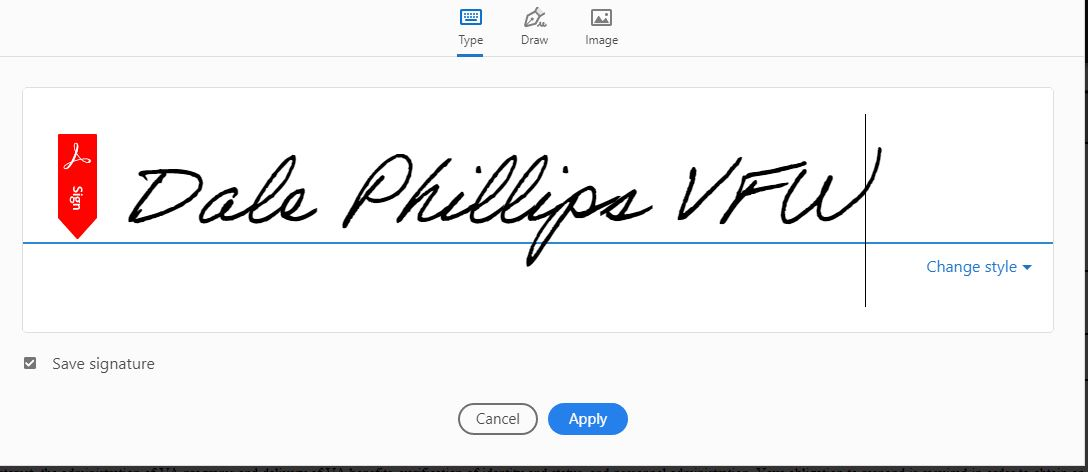 Type Draw Image
Sign
Dale Phillips VFW
Change style
Save signature
Cancel Apply